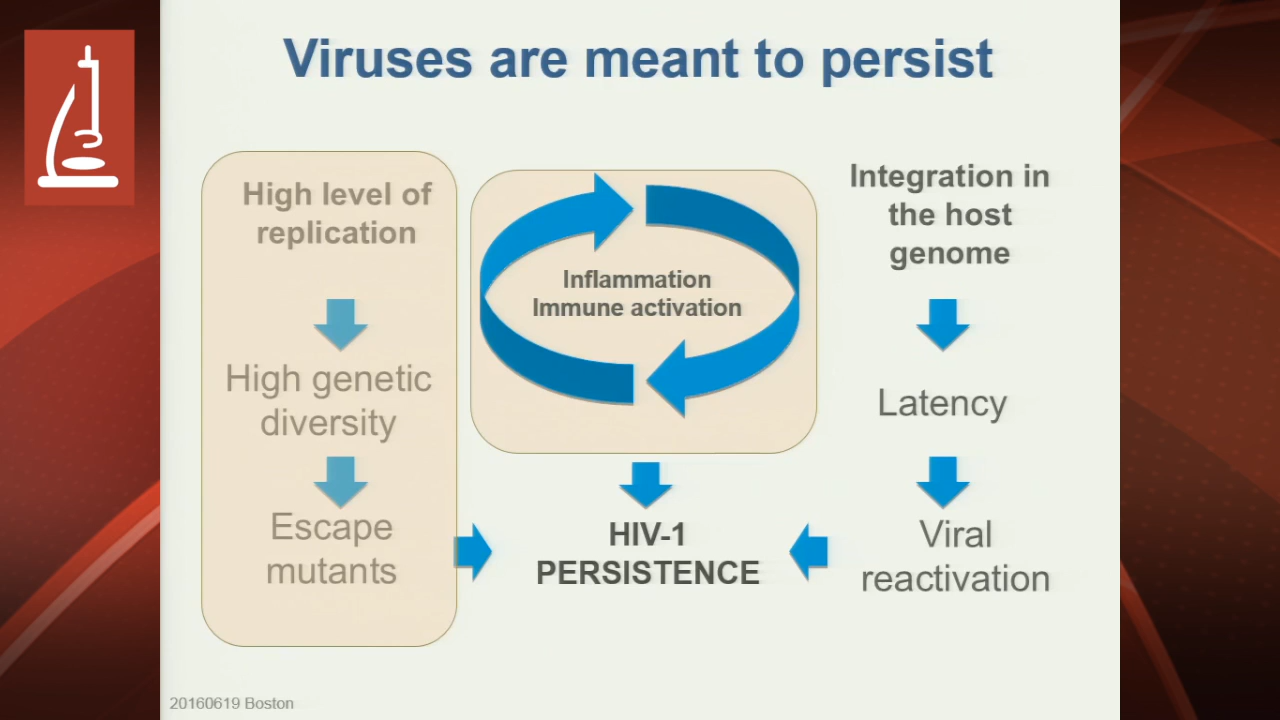 Viruses are meant to persist
High level of
replication
High genetic
diversity
Escape
mutants
Inflammation
Immune activation
HIV-1
PERSISTENCE
Integration in
the host
genome
Latency
Viral
reactivation
20160619 Boston